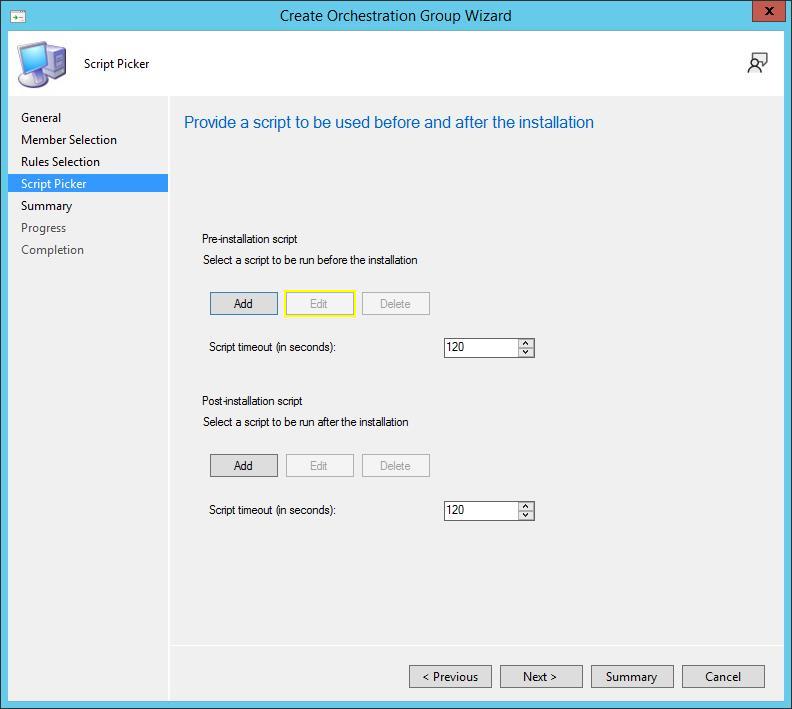 Create Orchestration Group Wizard
X
Script Picker
General
Member Selection
Rules Selection
Script Picker
Summary
Progress
Completion
Provide a script to be used before and after the installation
Pre-installation script
Select a script to be run before the installation
Add Edit Delete
Script timeout (in seconds): 120
Post-installation script
Select a script to be run after the installation
Add Edit Delete
Script timeout (in seconds): 120
< Previous Next > Summary Cancel